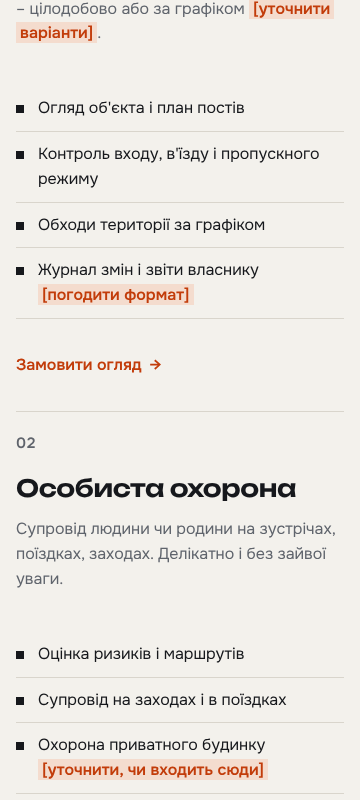 – цілодобово або за графіком [уточнити
варіанти].
Огляд об'єкта і план постів
Контроль входу, в'їзду і пропускного
режиму
Обходи території за графіком
Журнал змін і звіти власнику
[погодити формат]
Замовити огляд →
02
Особиста охорона
Супровід людини чи родини на зустрічах,
поїздках, заходах. Делікатно і без зайвої
уваги.
Оцінка ризиків і маршрутів
Супровід на заходах і в поїздках
Охорона приватного будинку
[уточнити, чи входить сюди]